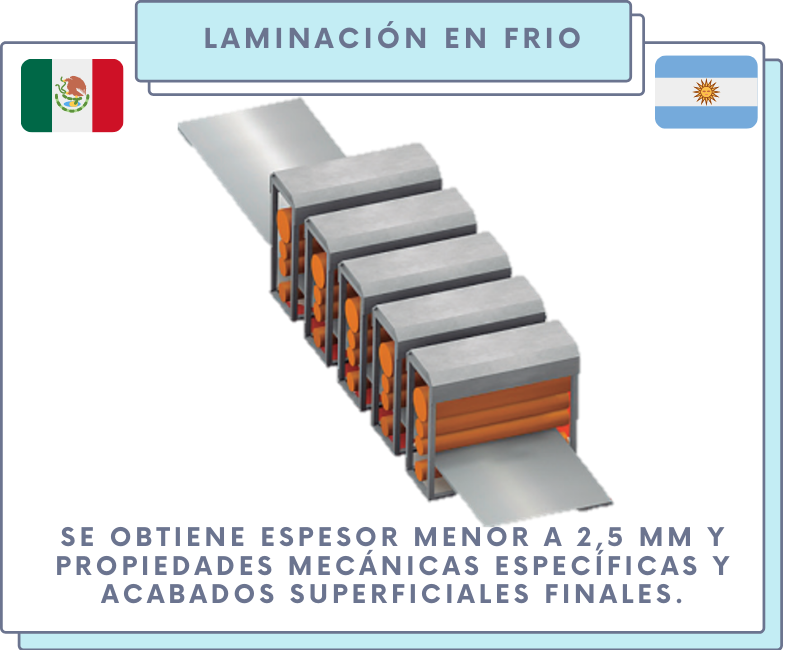 LAMINACIÓN EN FRIO
SE OBTIENE ESPESOR MENOR A 2,5 MM Y
PROPIEDADES MECÁNICAS ESPECÍFICAS Y
ACABADOS SUPERFICIALES FINALES.